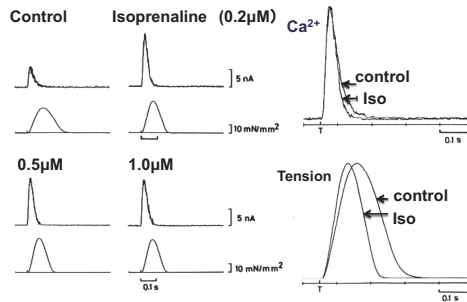 Control Isoprenaline (0.2μM)
5 nA
10 mN/mm²
0.5μM 1.0μM
5 nA
10 mN/mm²
0.1 s
Ca²⁺
control
Iso
T
0.1 s
Tension
control
Iso
T
0.1 s